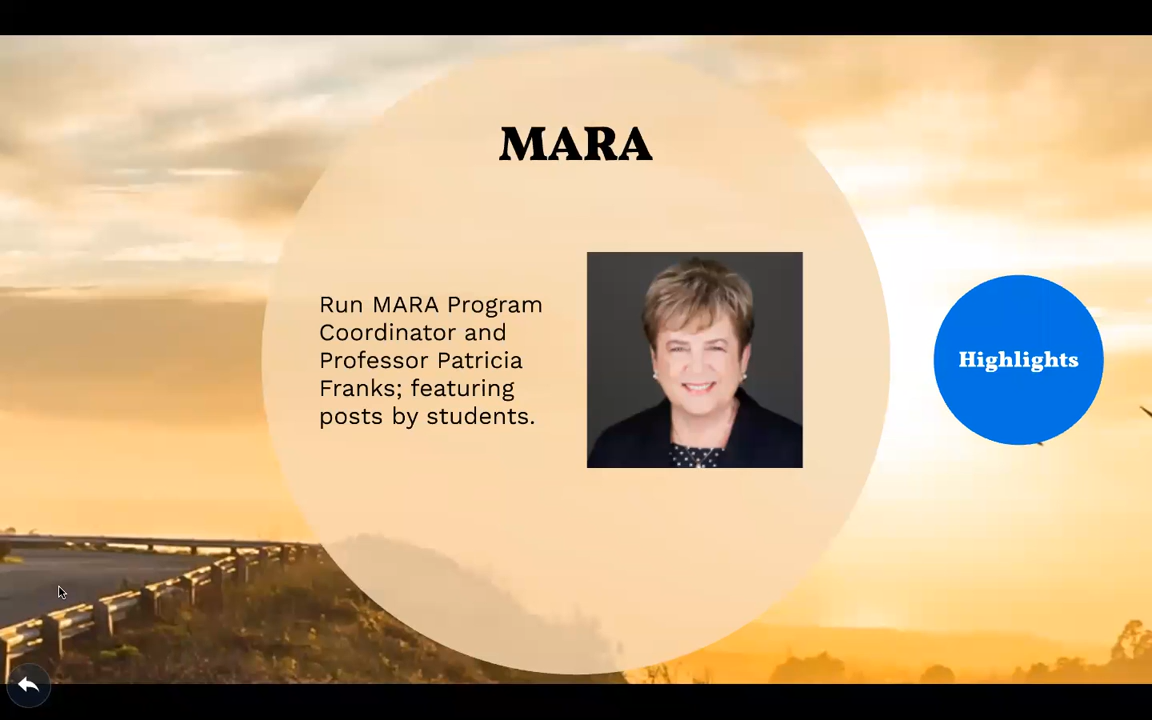 MARA
Run MARA Program
Coordinator and
Professor Patricia
Franks; featuring
posts by students.
Highlights